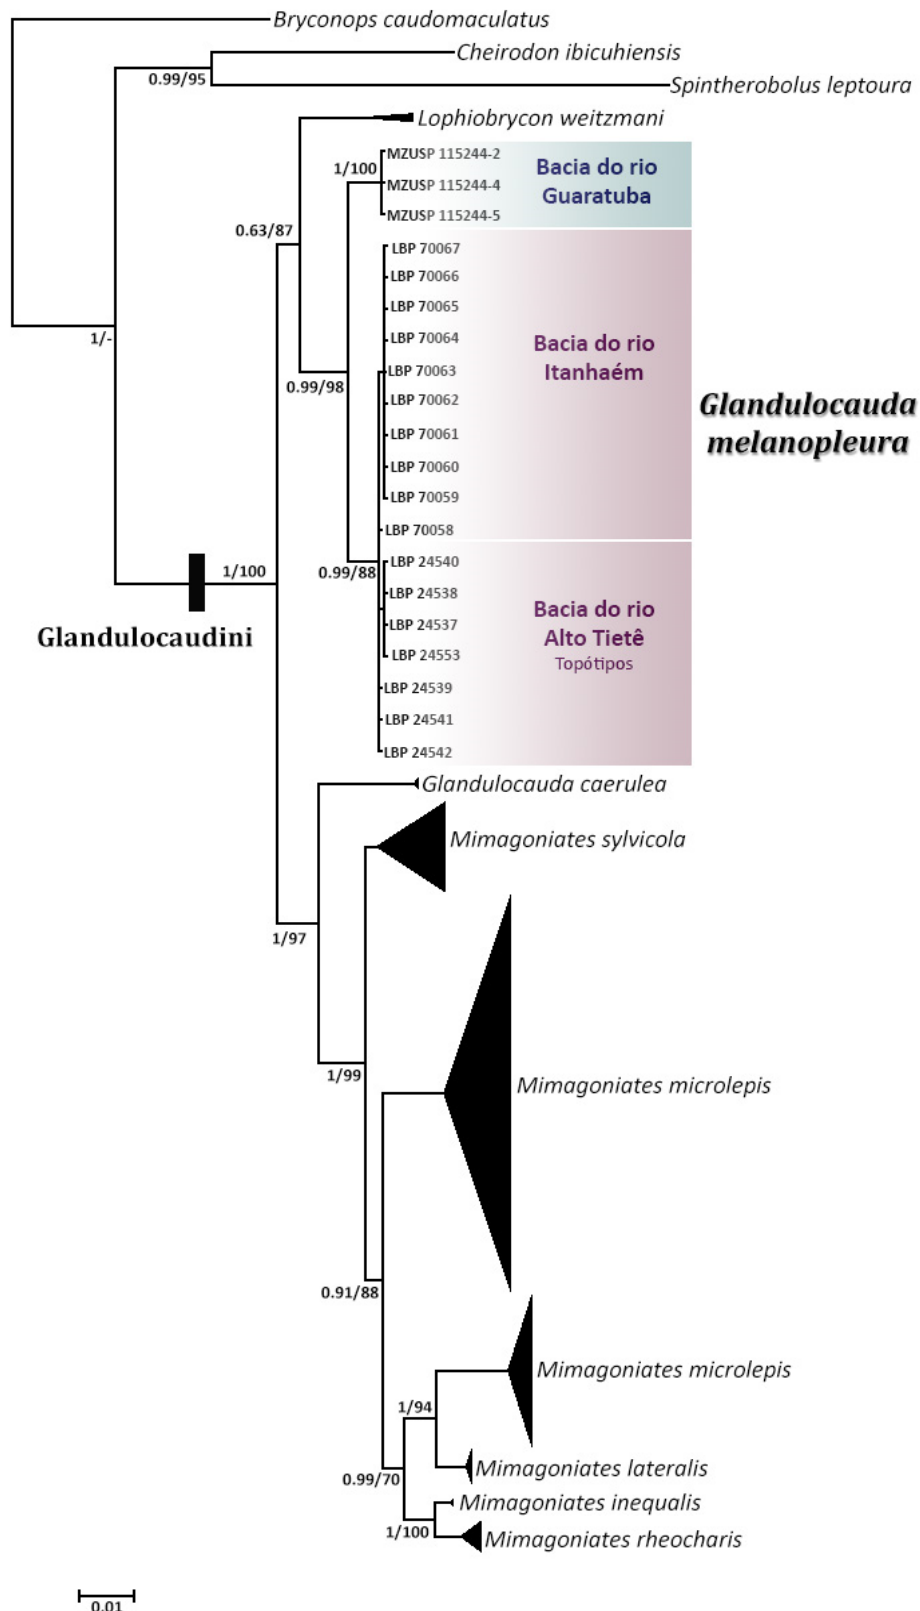 Bryconops caudomaculatus
Cheirodon ibicuhiensis
0.99/95
Spintherobolus leptoura
Lophiobrycon weitzmani
MZUSP 115244-2
1/100
MZUSP 115244-4
MZUSP 115244-5
Bacia do rio
Guaratuba
0.63/87
LBP 70067
LBP 70066
LBP 70065
LBP 70064
LBP 70063
LBP 70062
LBP 70061
LBP 70060
LBP 70059
LBP 70058
Bacia do rio
Itanhaém
1/-
0.99/98
Glandulocauda
melanopleura
LBP 24540
LBP 24538
LBP 24537
LBP 24553
LBP 24539
LBP 24541
LBP 24542
0.99/88
1/100
Bacia do rio
Alto Tietê
Topótipos
Glandulocaudini
Glandulocauda caerulea
Mimagoniates sylvicola
1/97
1/99
Mimagoniates microlepis
0.91/88
Mimagoniates microlepis
1/94
Mimagoniates lateralis
0.99/70
Mimagoniates inequalis
1/100
Mimagoniates rheocharis
0.01